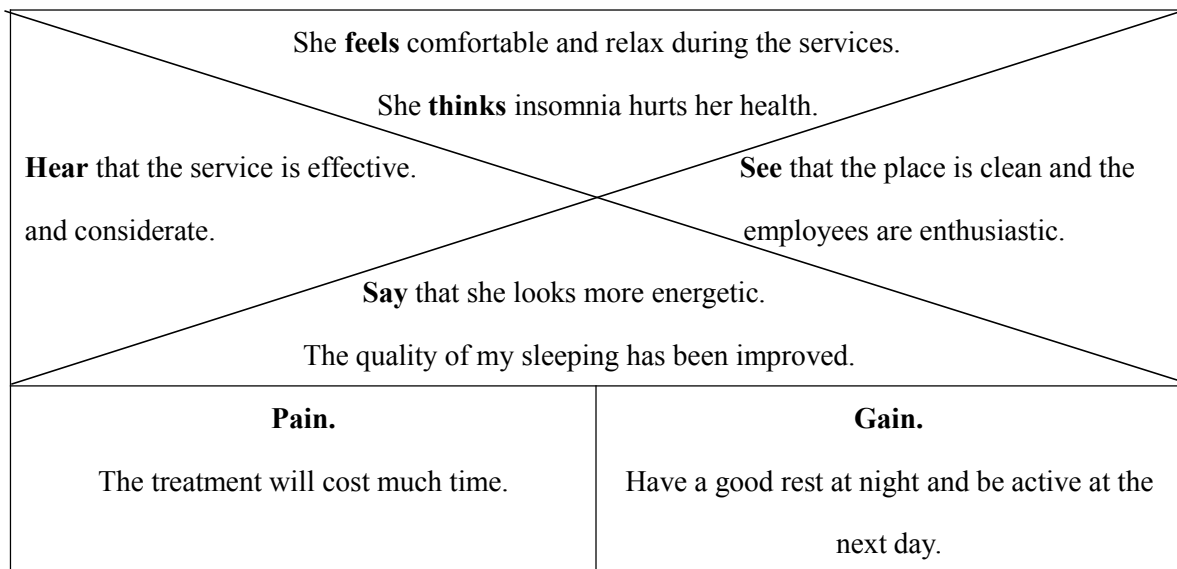 She feels comfortable and relax during the services.
She thinks insomnia hurts her health.
Hear that the service is effective.
and considerate.
See that the place is clean and the
employees are enthusiastic.
Say that she looks more energetic.
The quality of my sleeping has been improved.
Pain.
The treatment will cost much time.
Gain.
Have a good rest at night and be active at the
next day.